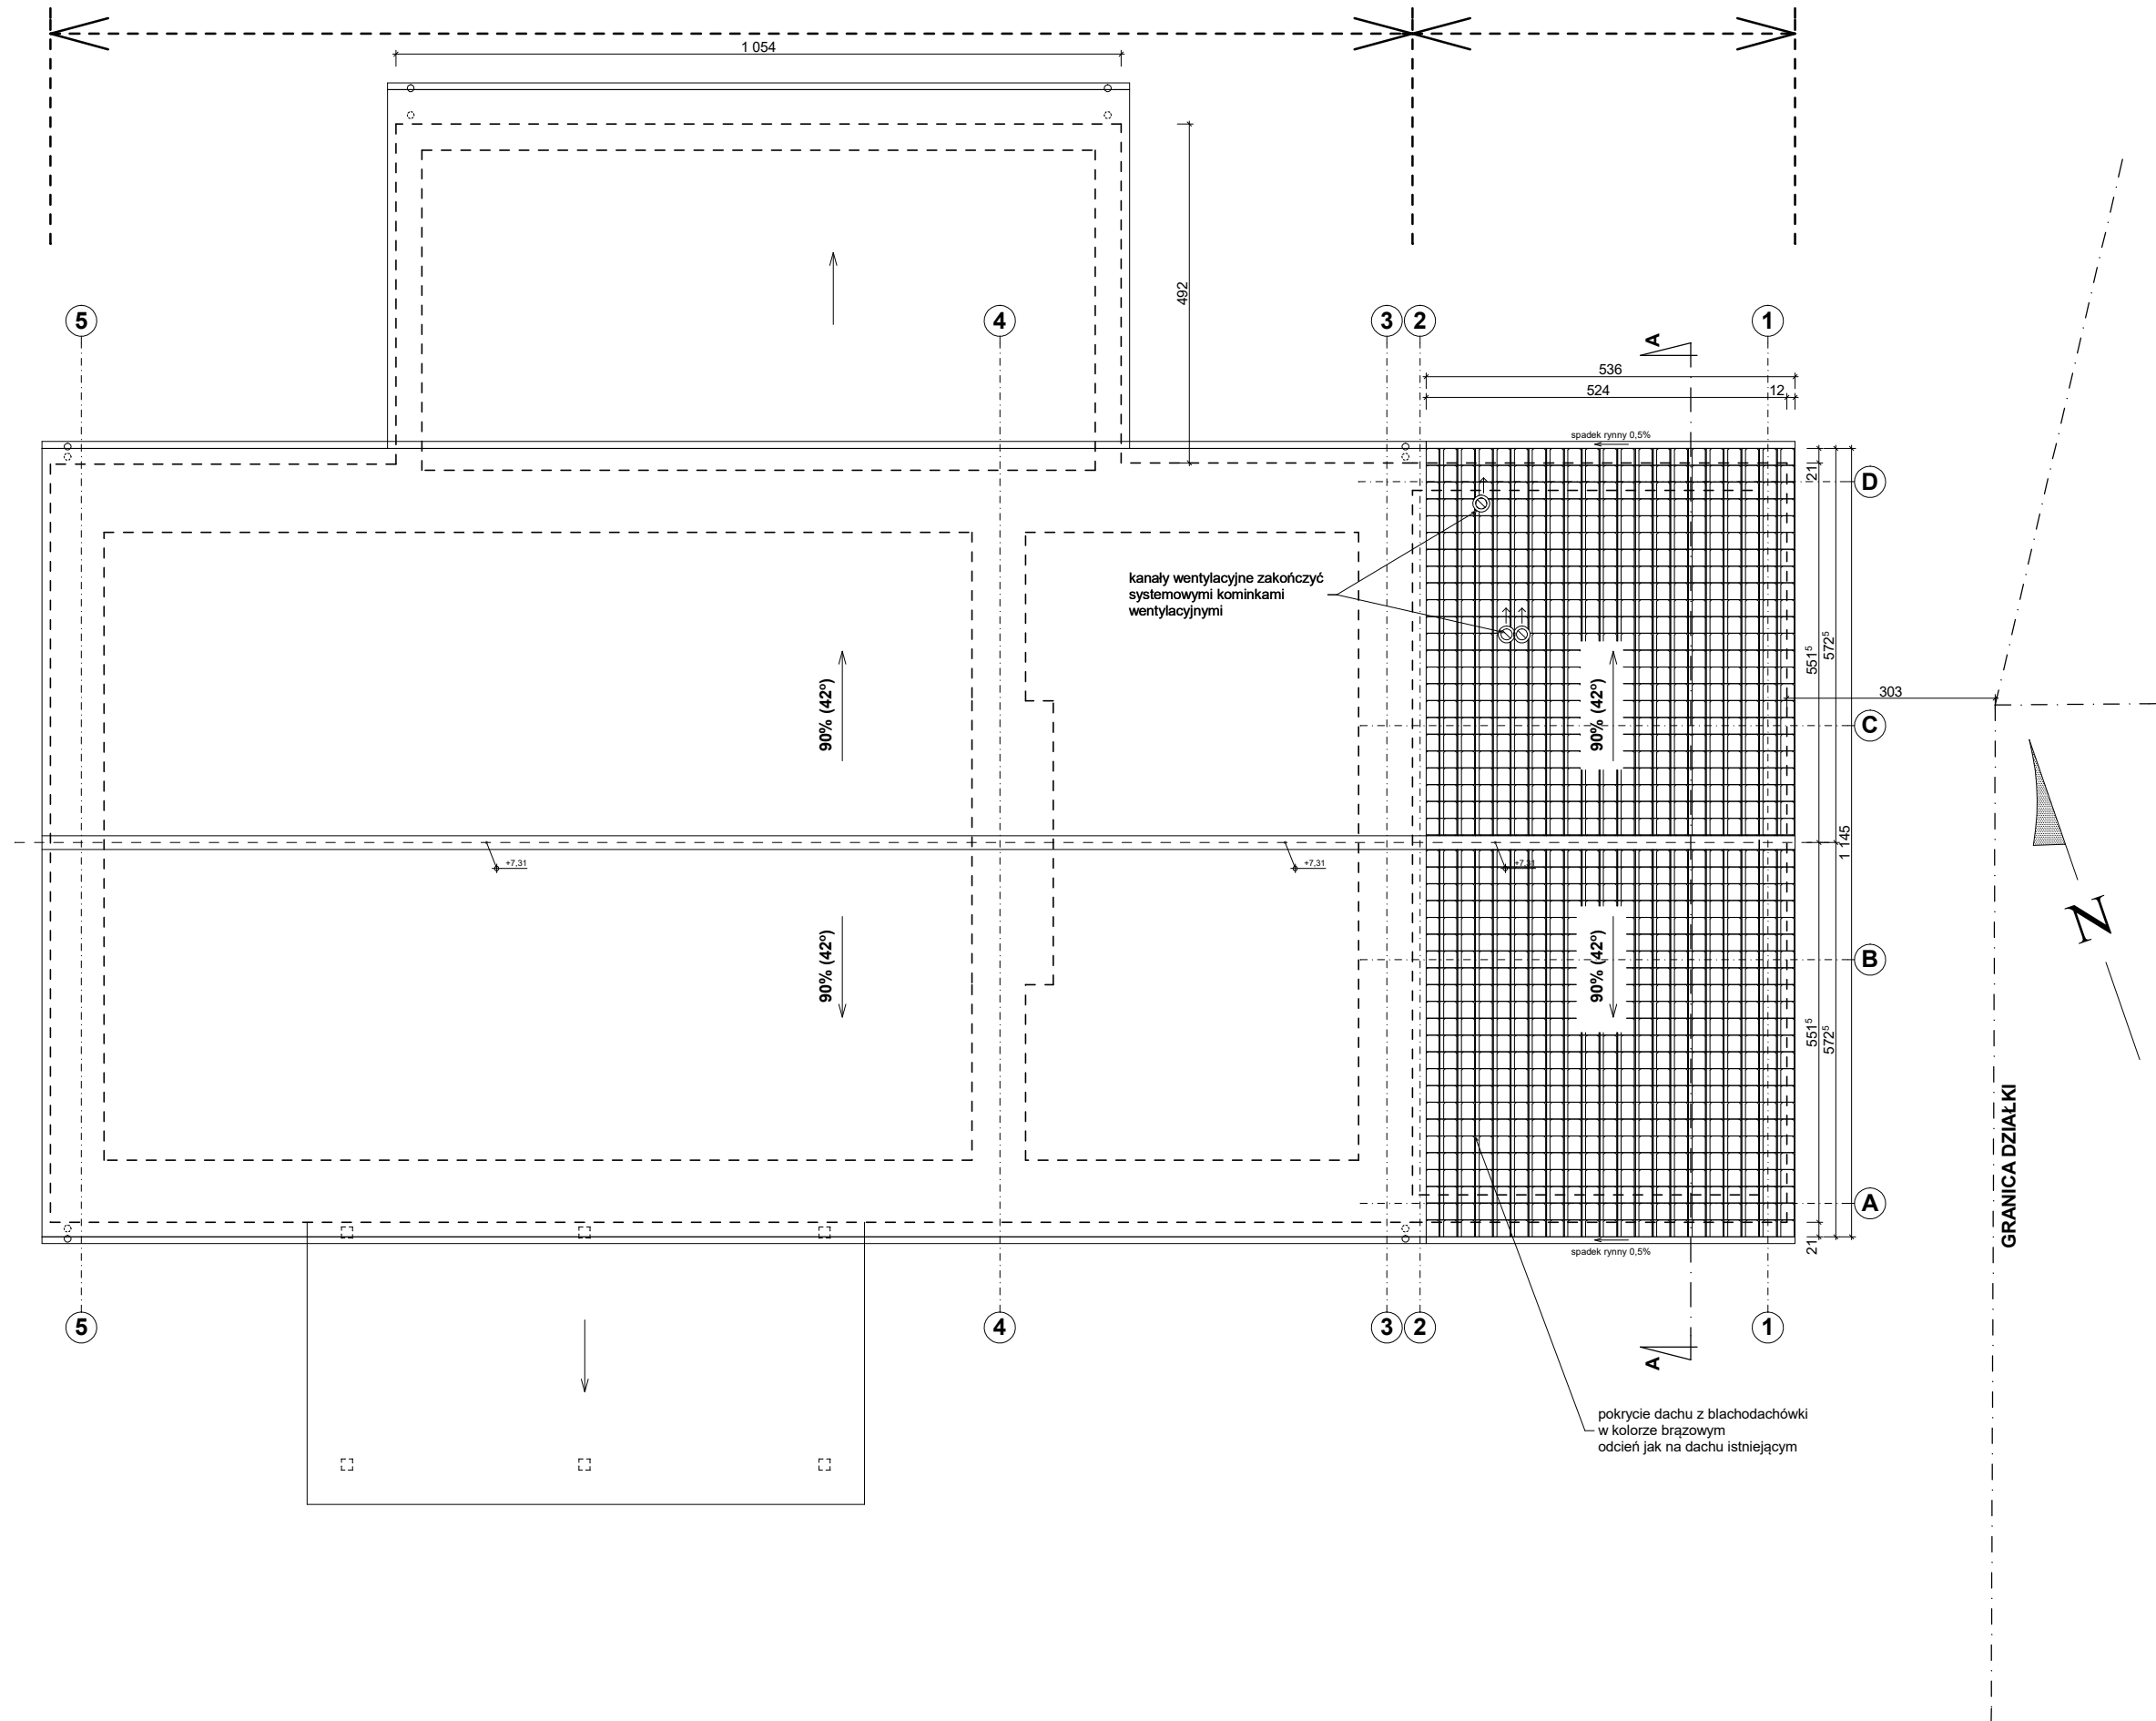 1 054
492
5
4
3
2
1
A
536
524
12
spadek rynny 0,5%
21
D
kanały wentylacyjne zakończyć
systemowymi kominkami
wentylacyjnymi
551⁵
572⁵
90% (42°)
90% (42°)
303
C
1 145
+7,31
+7,31
+7,31
N
90% (42°)
90% (42°)
B
551⁵
572⁵
GRANICA DZIAŁKI
A
21
spadek rynny 0,5%
5
4
3
2
1
A
pokrycie dachu z blachodachówki
w kolorze brązowym
odcień jak na dachu istniejącym